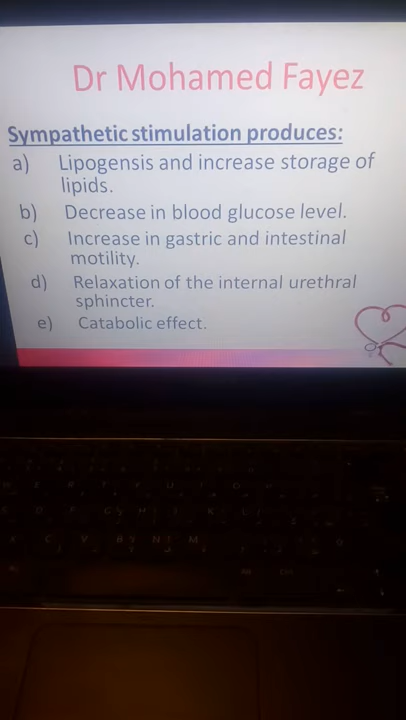 Dr Mohamed Fayez
Sympathetic stimulation produces:
a) Lipogensis and increase storage of
lipids.
b) Decrease in blood glucose level.
c) Increase in gastric and intestinal
motility.
d) Relaxation of the internal urethral
sphincter.
e) Catabolic effect.